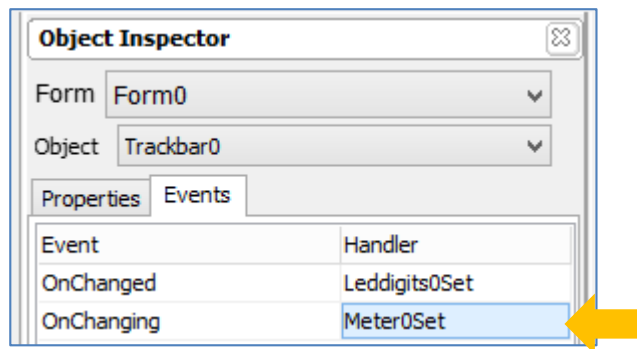 Object Inspector
Form Form0
Object Trackbar0
Properties Events
Event Handler
OnChanged Leddigits0Set
OnChanging Meter0Set